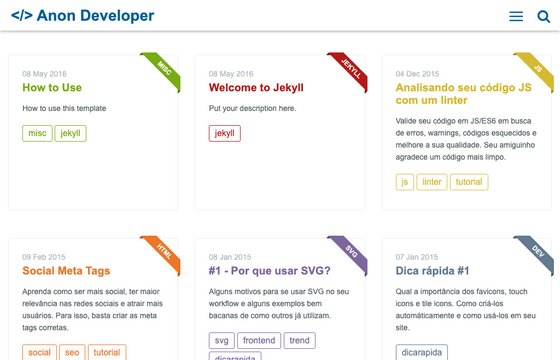 </> Anon Developer
MISC
08 May 2016
How to Use
How to use this template
misc jekyll
JEKYLL
08 May 2016
Welcome to Jekyll
Put your description here.
jekyll
JS
04 Dec 2015
Analisando seu código JS
com um linter
Valide seu código em JS/ES6 em busca
de erros, warnings, códigos esquecidos e
melhore a sua qualidade. Seu amiguinho
agradece um código mais limpo.
js linter tutorial
HTML
09 Feb 2015
Social Meta Tags
Aprenda como ser mais social, ter maior
relevância nas redes sociais e atrair mais
usuários. Para isso, basta criar as meta
tags corretas.
social seo tutorial
SVG
08 Jan 2015
#1 - Por que usar SVG?
Alguns motivos para se usar SVG no seu
workflow e alguns exemplos bem
bacanas de como outros já utilizam.
svg frontend trend
dicarapida
DEV
07 Jan 2015
Dica rápida #1
Qual a importância dos favicons, touch
icons e tile icons. Como criá-los
automáticamente e como usá-los em seu
site.
dicarapida